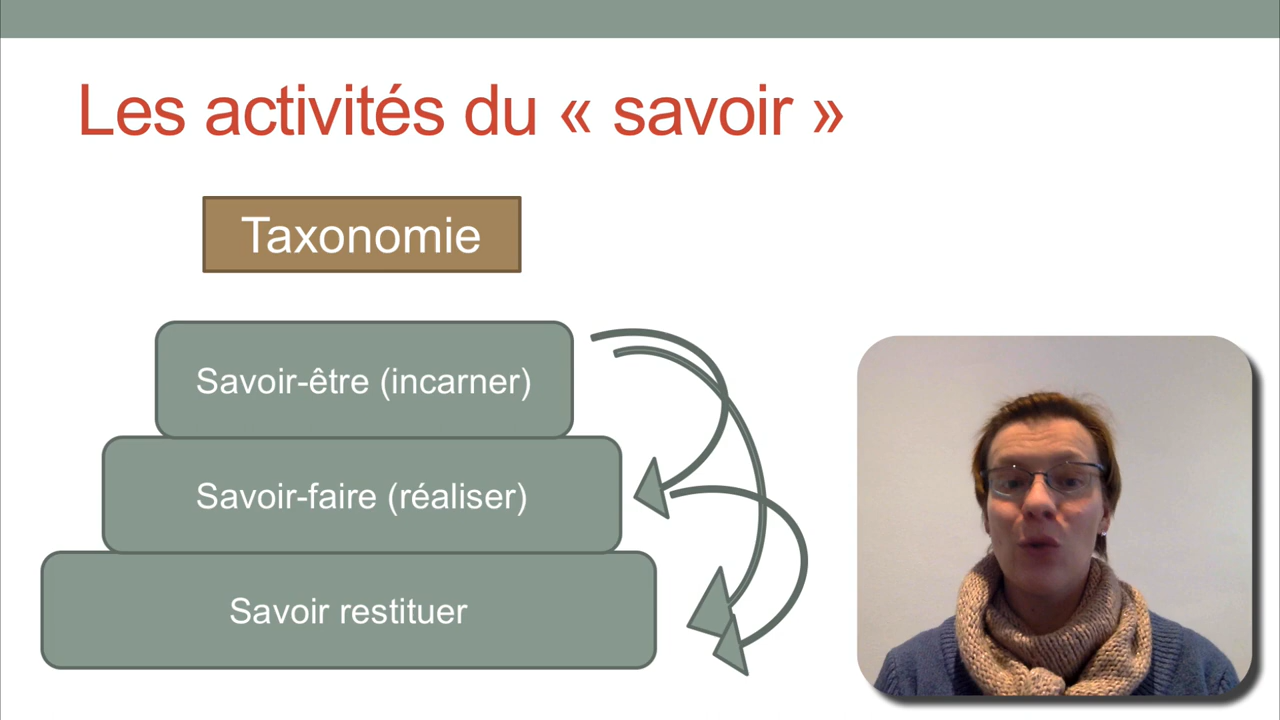 Les activités du « savoir »
Taxonomie
Savoir-être (incarner)
Savoir-faire (réaliser)
Savoir restituer